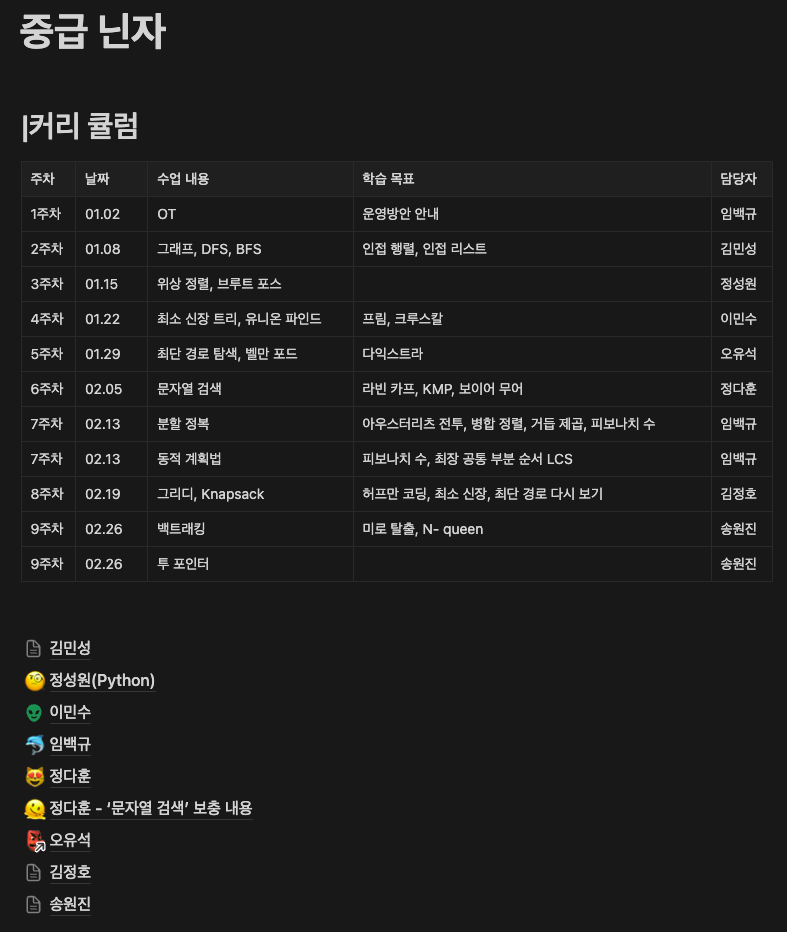 중급 닌자
|커리 큘럼
주차 날짜 수업 내용 학습 목표 담당자
1주차 01.02 OT 운영방안 안내 임백규
2주차 01.08 그래프, DFS, BFS 인접 행렬, 인접 리스트 김민성
3주차 01.15 위상 정렬, 브루트 포스 정성원
4주차 01.22 최소 신장 트리, 유니온 파인드 프림, 크루스칼 이민수
5주차 01.29 최단 경로 탐색, 벨만 포드 다익스트라 오유석
6주차 02.05 문자열 검색 라빈 카프, KMP, 보이어 무어 정다훈
7주차 02.13 분할 정복 아우스터리츠 전투, 병합 정렬, 거듭 제곱, 피보나치 수 임백규
7주차 02.13 동적 계획법 피보나치 수, 최장 공통 부분 순서 LCS 임백규
8주차 02.19 그리디, Knapsack 허프만 코딩, 최소 신장, 최단 경로 다시 보기 김정호
9주차 02.26 백트래킹 미로 탈출, N- queen 송원진
9주차 02.26 투 포인터 송원진
김민성
정성원(Python)
이민수
임백규
정다훈
정다훈 - ‘문자열 검색’ 보충 내용
오유석
김정호
송원진